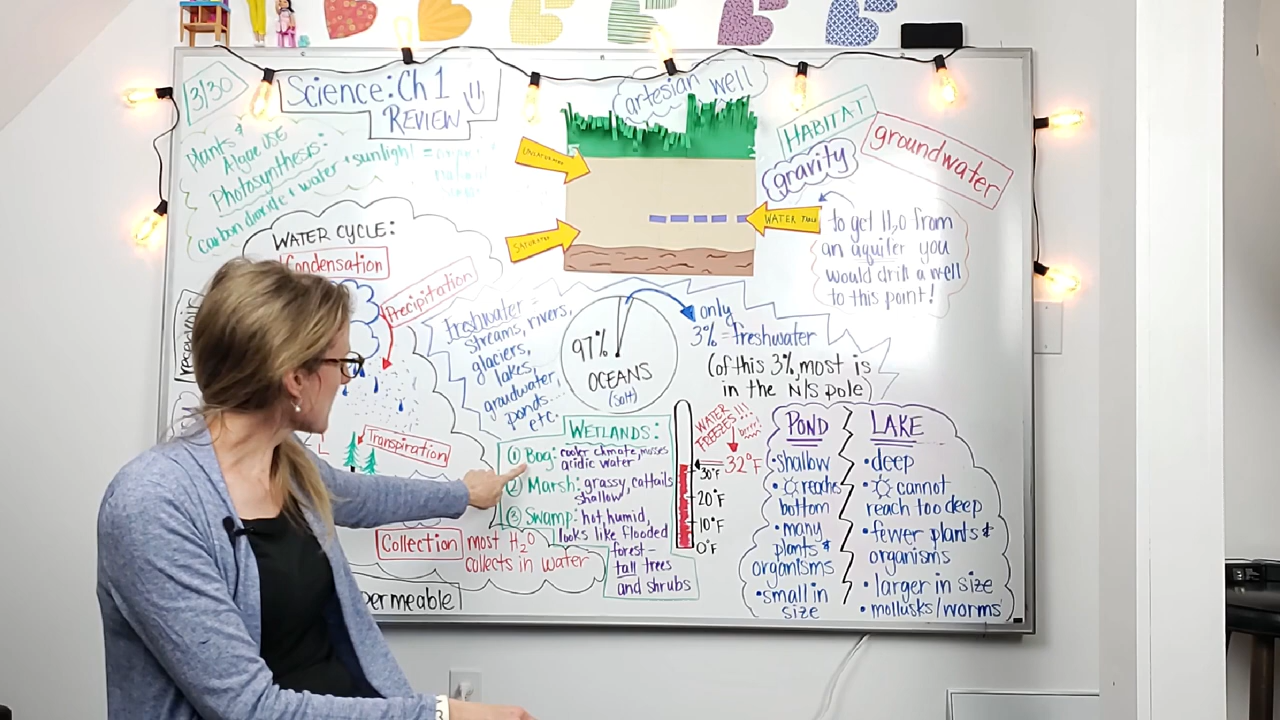 3/30
Science: Ch 1
REVIEW
Plants &
Algae use
Photosynthesis:
carbon dioxide + water + sunlight =
WATER CYCLE:
Condensation
Precipitation
Transpiration
Collection
most H2O
collects in water
permeable
artesian well
UNSATURATED
SATURATED
WATER TABLE
HABITAT
gravity
groundwater
to get H2O from
an aquifer you
would drill a well
to this point!
freshwater =
streams, rivers,
glaciers,
lakes,
groudwater,
ponds...
etc.
97%
OCEANS
(salt)
only
3% = freshwater
(of this 3%, most is
in the N/S pole)
WETLANDS:
① Bog: cooler climate, mosses
acidic water
② Marsh: grassy, cattails
shallow
③ Swamp: hot, humid,
looks like flooded
forest-
tall trees
and shrubs
WATER
FREEZES!!!
brrr!
32°F
30°F
20°F
10°F
0°F
POND
•shallow
• reaches
bottom
•many
plants &
organisms
•small in
size
LAKE
•deep
• cannot
reach too deep
•fewer plants &
organisms
•larger in size
•mollusks/worms